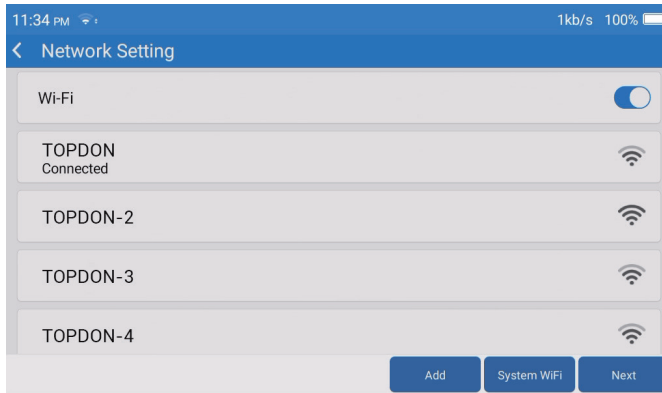 11:34 PM 1kb/s 100%
Network Setting
Wi-Fi
TOPDON
Connected
TOPDON-2
TOPDON-3
TOPDON-4
Add System WiFi Next